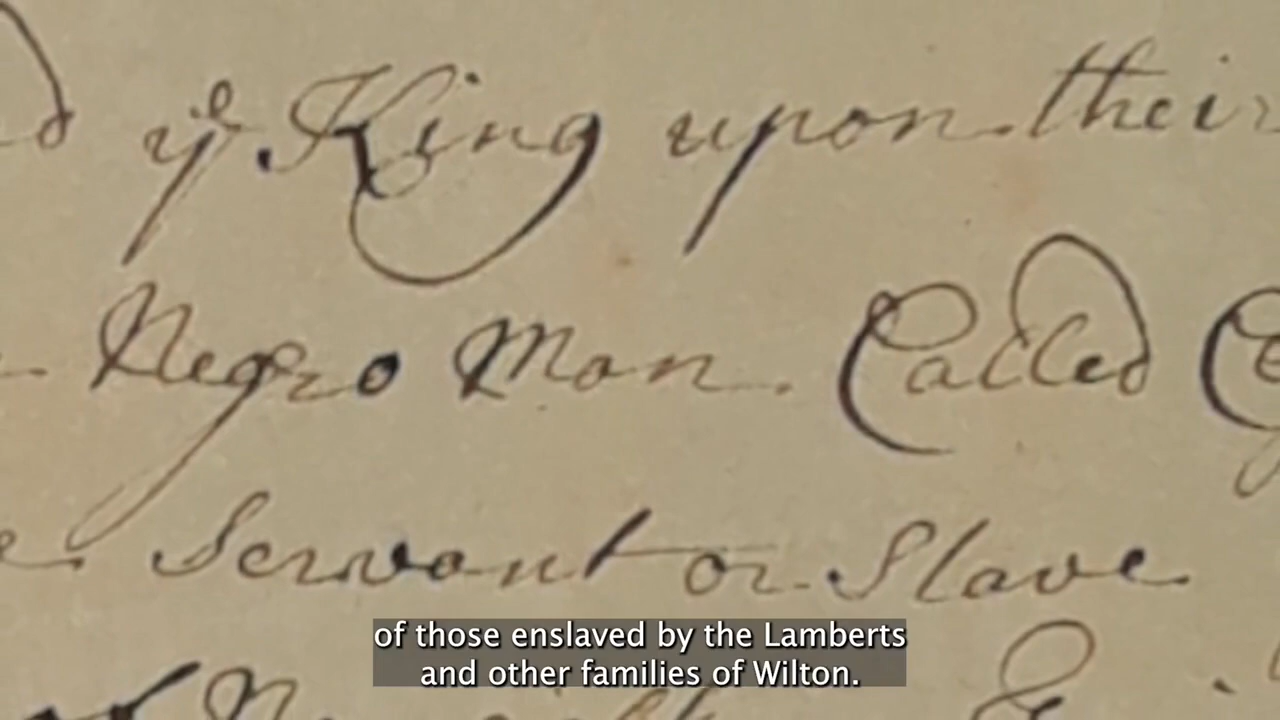 ye King upon their
Negro Man Called
Servant or Slave
of those enslaved by the Lamberts
and other families of Wilton.